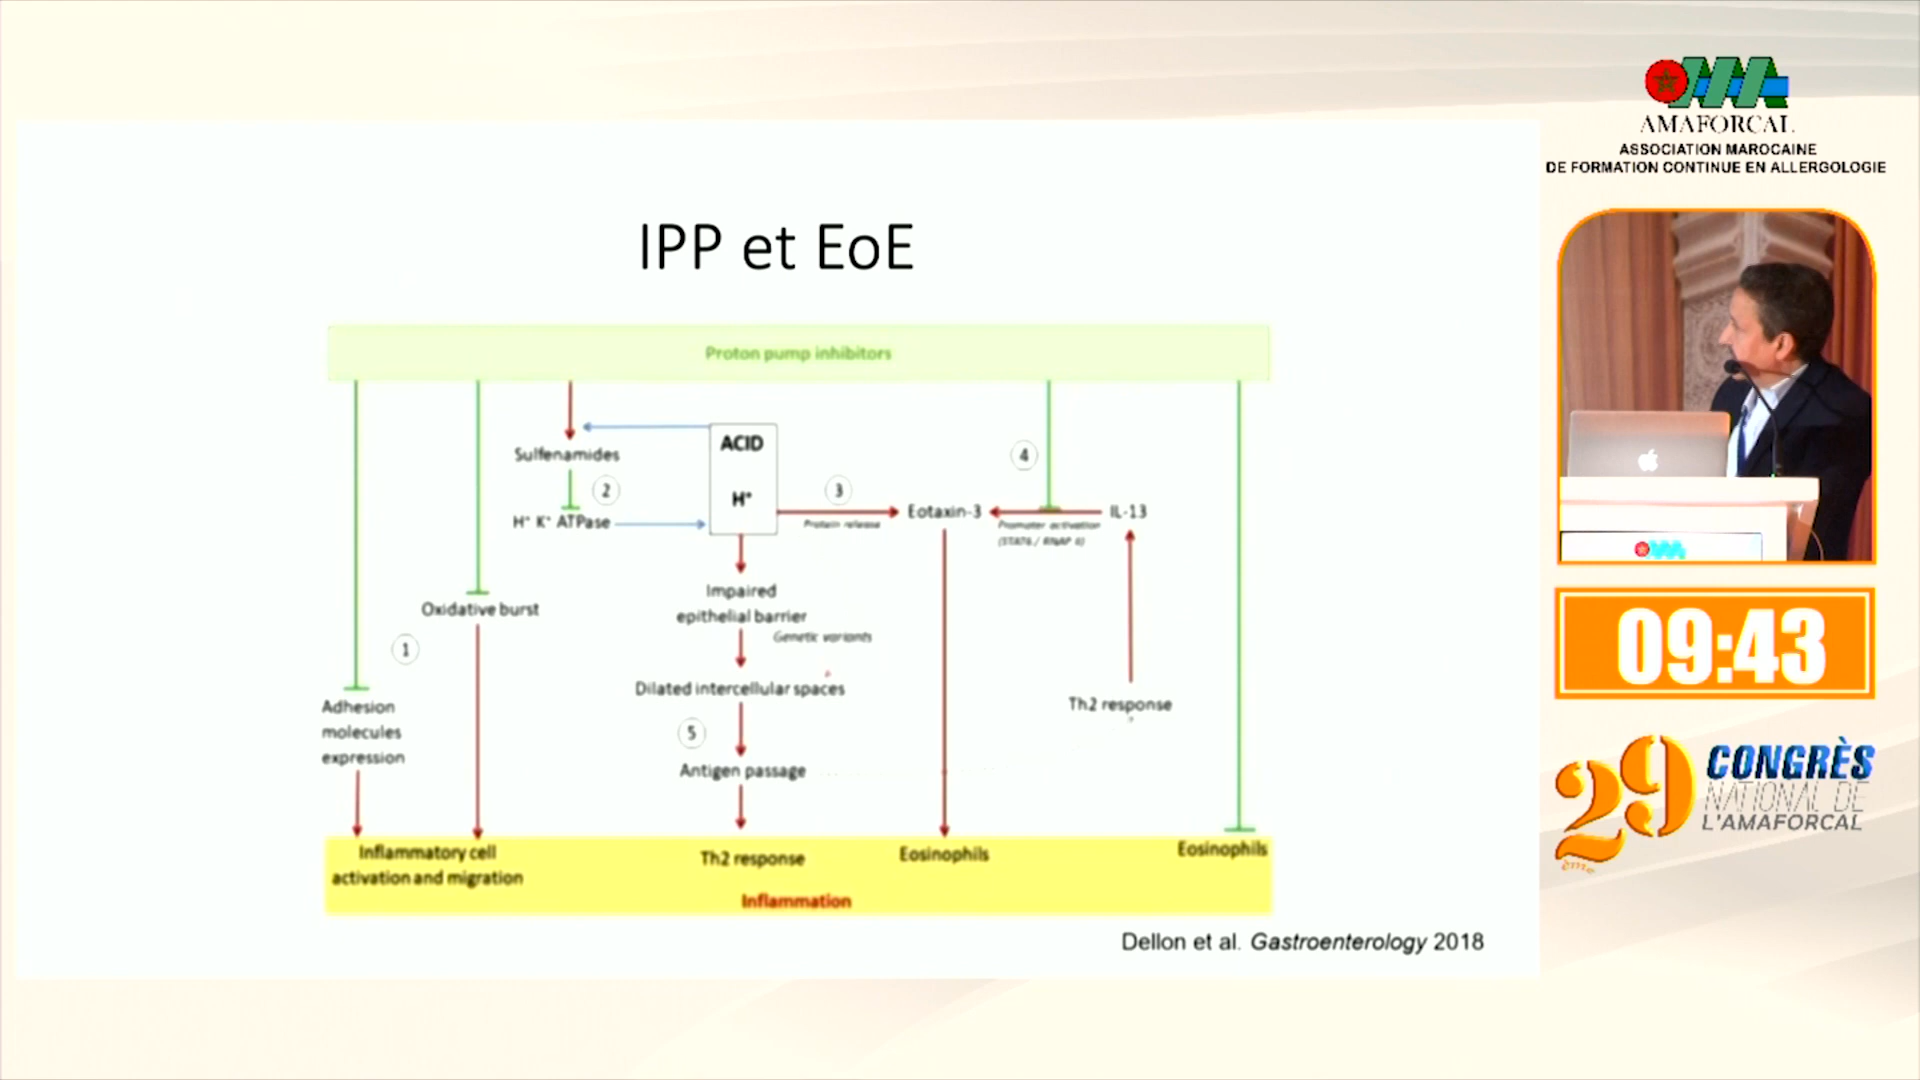 AMAFORCAL
ASSOCIATION MAROCAINE
DE FORMATION CONTINUE EN ALLERGOLOGIE
IPP et EoE
Proton pump inhibitors
Sulfenamides
2
H⁺ K⁺ ATPase
ACID
H⁺
3
Protein release
Eotaxin-3
4
IL-13
Promoter activation
(STAT6 / RNAP II)
Oxidative burst
1
Impaired
epithelial barrier
Genetic variants
Dilated intercellular spaces
5
Antigen passage
Adhesion
molecules
expression
Th2 response
Inflammatory cell
activation and migration
Th2 response
Eosinophils
Eosinophils
Inflammation
Dellon et al. Gastroenterology 2018
09:43
29
ème
CONGRÈS
NATIONAL DE
L'AMAFORCAL